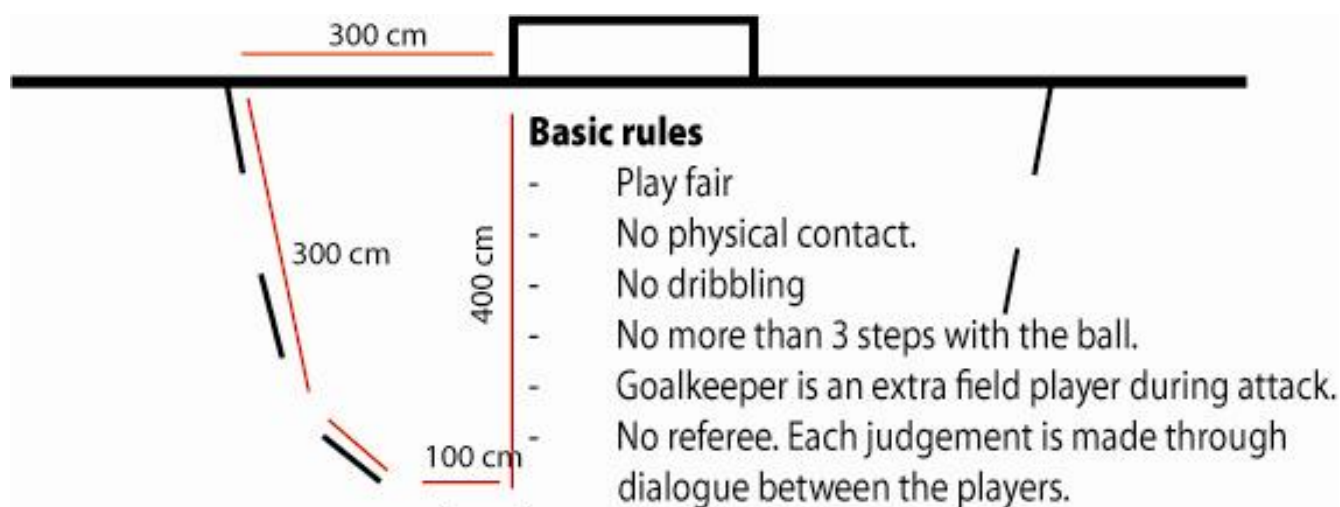 300 cm
Basic rules
- Play fair
- No physical contact.
300 cm
400 cm
- No dribbling
- No more than 3 steps with the ball.
- Goalkeeper is an extra field player during attack.
- No referee. Each judgement is made through
100 cm
dialogue between the players.